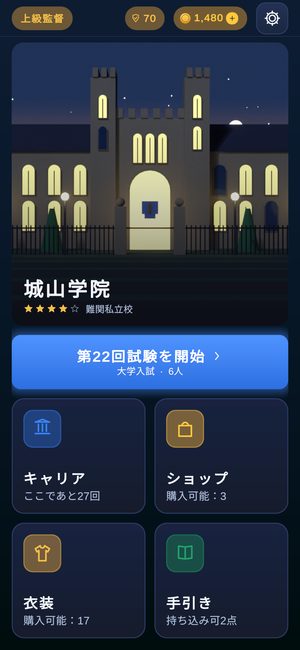 上級監督
70
1,480
城山学院
難関私立校
第22回試験を開始
大学入試 · 6人
キャリア
ここであと27回
ショップ
購入可能：3
衣装
購入可能：17
手引き
持ち込み可2点